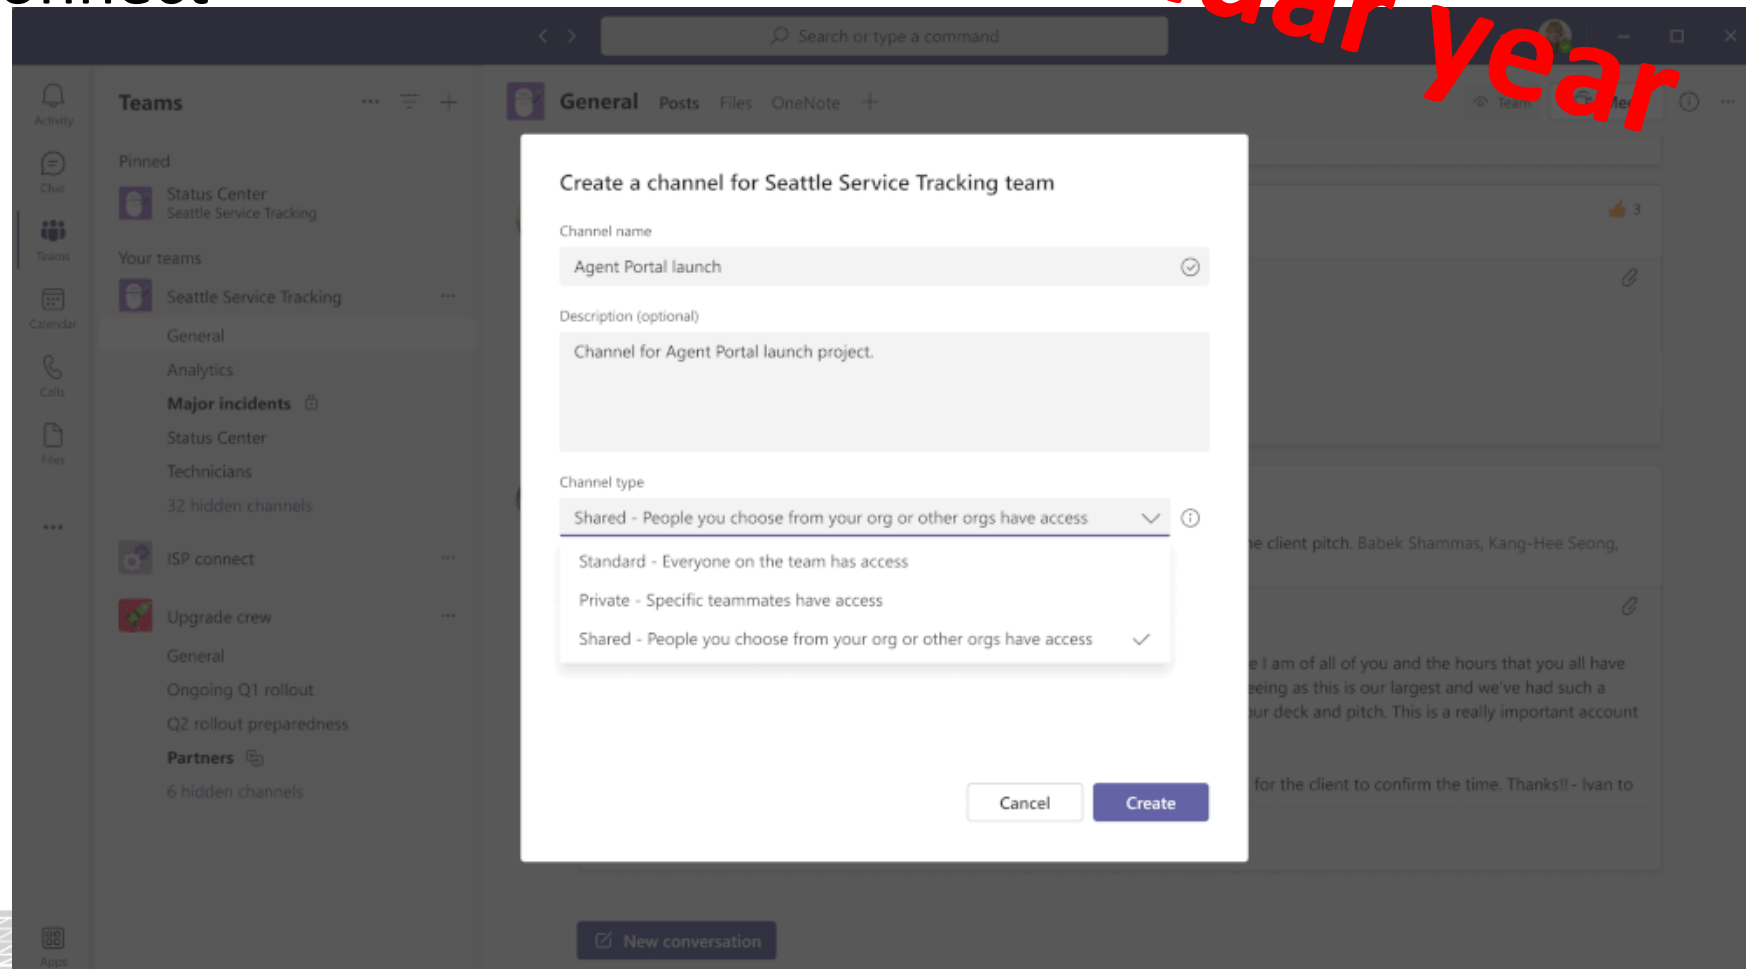 Search or type a command
year
Activity
Chat
Teams
Calendar
Calls
Files
Apps
Teams
Pinned
Status Center
Seattle Service Tracking
Your teams
Seattle Service Tracking
General
Analytics
Major incidents
Status Center
Technicians
32 hidden channels
ISP connect
Upgrade crew
General
Ongoing Q1 rollout
Q2 rollout preparedness
Partners
6 hidden channels
General Posts Files OneNote
Team
3
Create a channel for Seattle Service Tracking team
Channel name
Agent Portal launch
Description (optional)
Channel for Agent Portal launch project.
Channel type
Shared - People you choose from your org or other orgs have access
Standard - Everyone on the team has access
Private - Specific teammates have access
Shared - People you choose from your org or other orgs have access
Cancel Create
client pitch. Babek Shammas, Kang-Hee Seong,
I am of all of you and the hours that you all have
as this is our largest and we've had such a
deck and pitch. This is a really important account
for the client to confirm the time. Thanks!! - Ivan to
New conversation